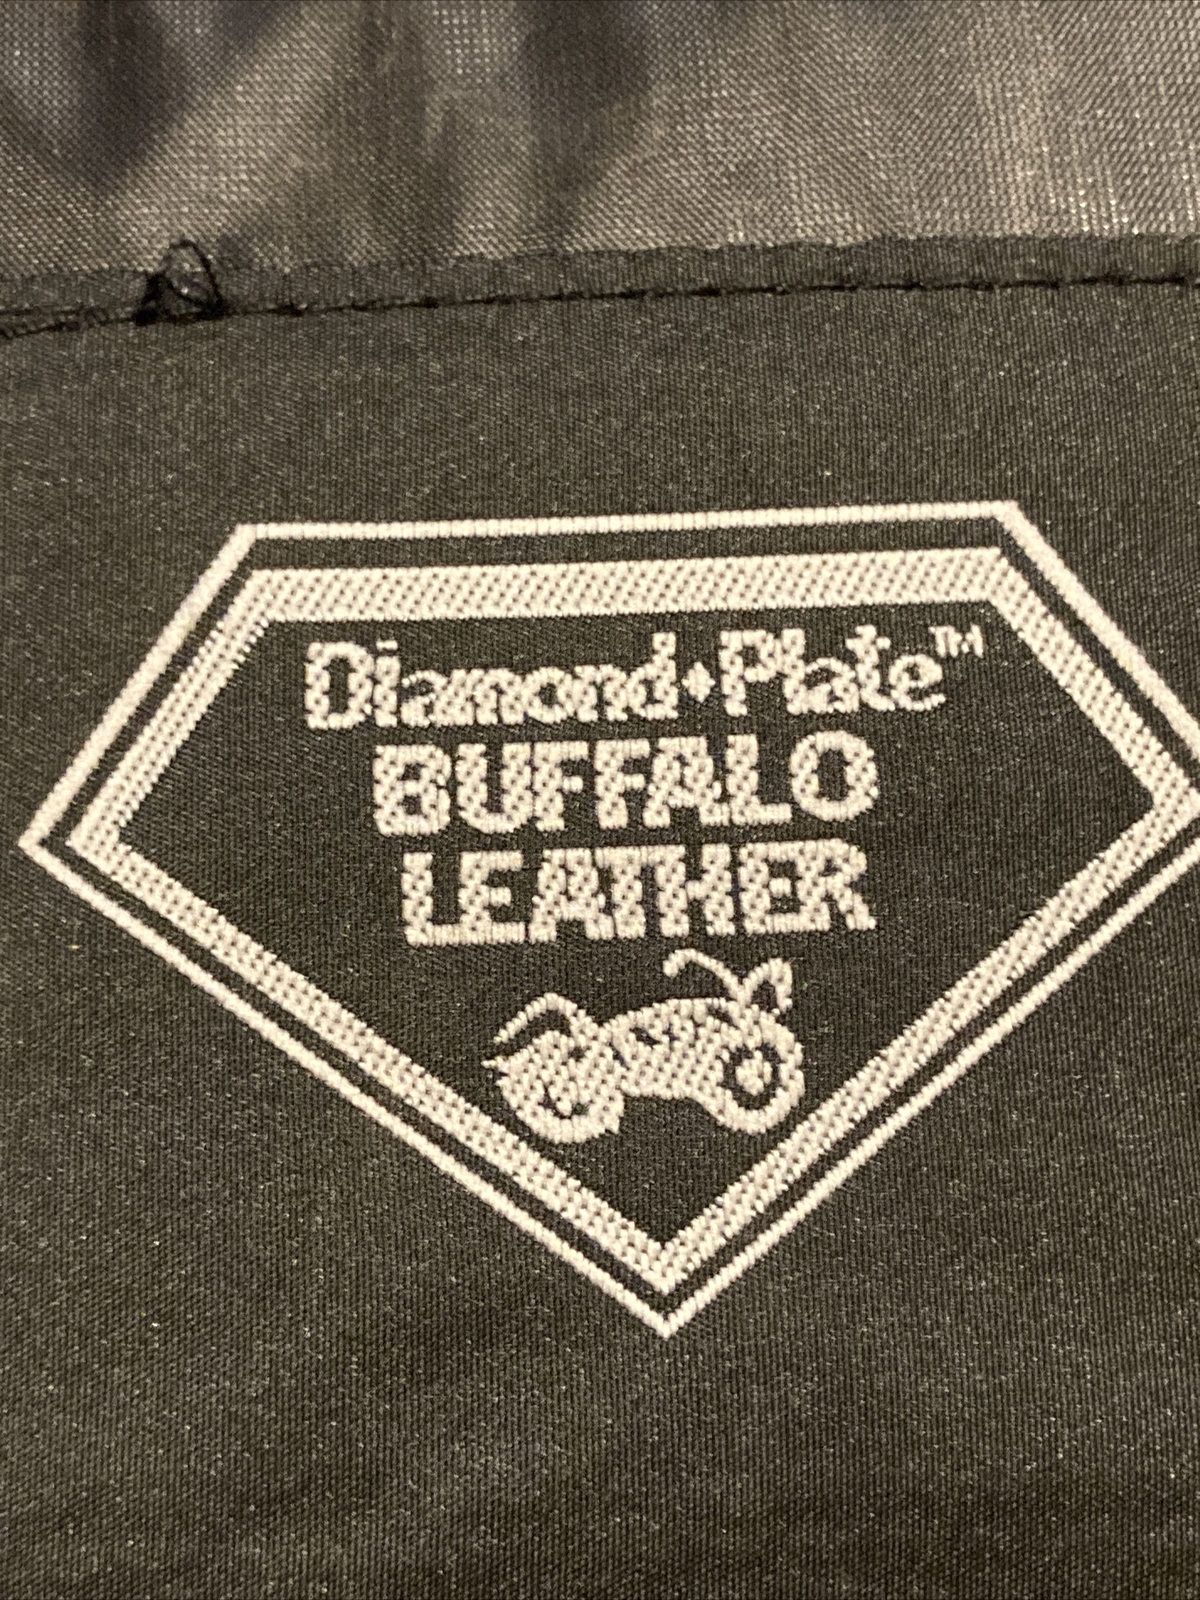 Diamond♦Plate™
BUFFALO
LEATHER